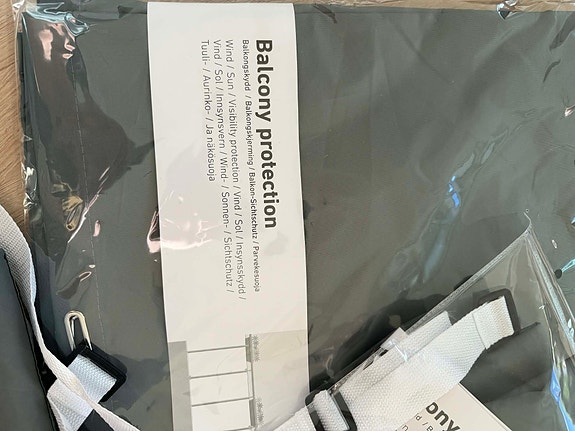 Balcony protection
Balkongskydd / Balkongskjerming / Balkon-Sichtschutz / Parvekesuoja
Wind / Sun / Visibility protection / Vind / Sol / Insynsskydd /
Vind / Sol / Innsynsvern / Wind- / Sonnen- / Sichtschutz /
Tuuli- / Aurinko- / Ja näkösuoja
ony